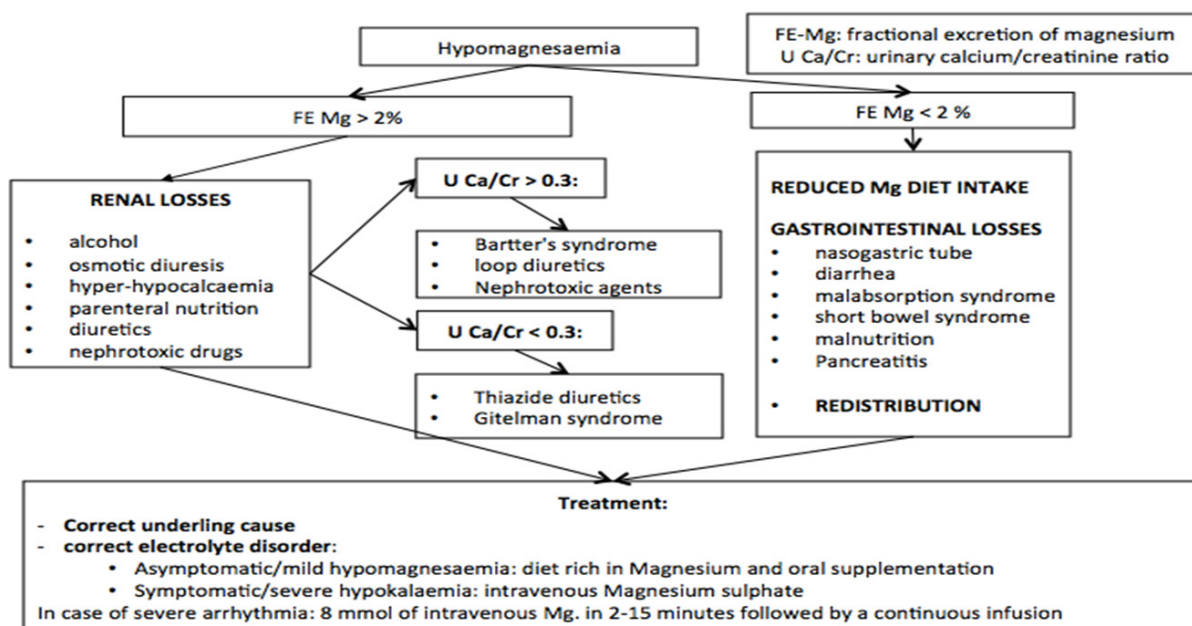 Hypomagnesaemia
FE-Mg: fractional excretion of magnesium
U Ca/Cr: urinary calcium/creatinine ratio
FE Mg > 2%
FE Mg < 2 %
RENAL LOSSES
• alcohol
• osmotic diuresis
• hyper-hypocalcaemia
• parenteral nutrition
• diuretics
• nephrotoxic drugs
U Ca/Cr > 0.3:
• Bartter's syndrome
• loop diuretics
• Nephrotoxic agents
U Ca/Cr < 0.3:
• Thiazide diuretics
• Gitelman syndrome
REDUCED Mg DIET INTAKE
GASTROINTESTINAL LOSSES
• nasogastric tube
• diarrhea
• malabsorption syndrome
• short bowel syndrome
• malnutrition
• Pancreatitis
• REDISTRIBUTION
Treatment:
- Correct underling cause
- correct electrolyte disorder:
• Asymptomatic/mild hypomagnesaemia: diet rich in Magnesium and oral supplementation
• Symptomatic/severe hypokalaemia: intravenous Magnesium sulphate
In case of severe arrhythmia: 8 mmol of intravenous Mg. in 2-15 minutes followed by a continuous infusion